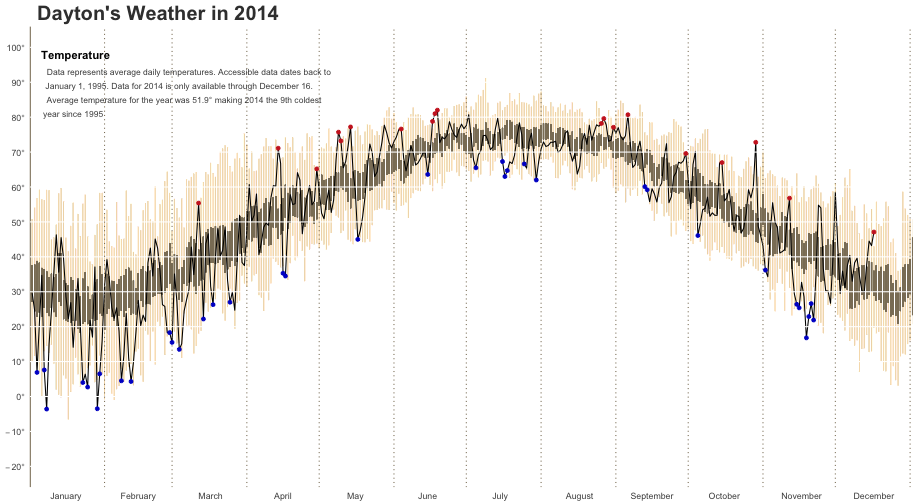 Dayton's Weather in 2014
Temperature
Data represents average daily temperatures. Accessible data dates back to
January 1, 1995. Data for 2014 is only available through December 16.
Average temperature for the year was 51.9° making 2014 the 9th coldest
year since 1995
100°
90°
80°
70°
60°
50°
40°
30°
20°
10°
0°
−10°
−20°
January February March April May June July August September October November December